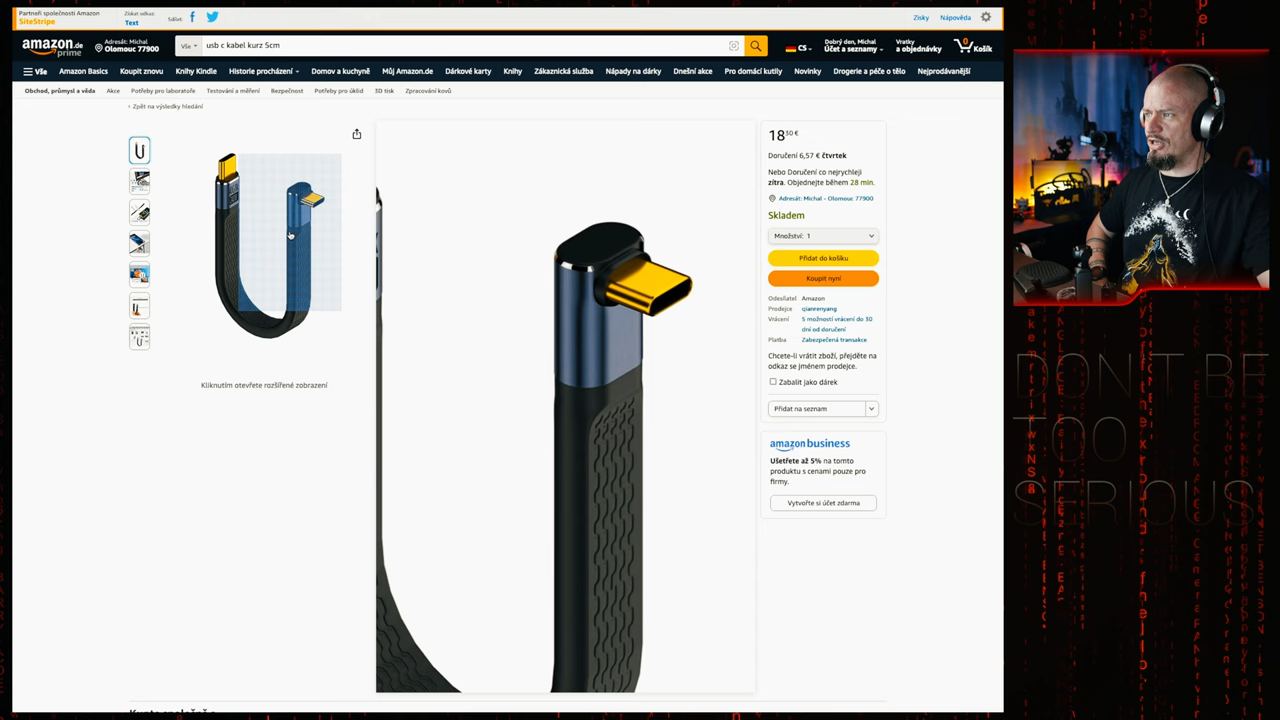 Partneři společnosti Amazon
SiteStripe
Získat odkaz:
Text
Sdílet:
Zisky
Nápověda
amazon.de
prime
Adresát: Michal
Olomouc 77900
Vše
usb c kabel kurz 5cm
CS
Dobrý den, Michal
Účet a seznamy
Vratky
a objednávky
0
Košík
Vše
Amazon Basics
Koupit znovu
Knihy Kindle
Historie procházení
Domov a kuchyně
Můj Amazon.de
Dárkové karty
Knihy
Zákaznická služba
Nápady na dárky
Dnešní akce
Pro domácí kutily
Novinky
Drogerie a péče o tělo
Nejprodávanější
Obchod, průmysl a věda
Akce
Potřeby pro laboratoře
Testování a měření
Bezpečnost
Potřeby pro úklid
3D tisk
Zpracování kovů
‹ Zpět na výsledky hledání
Kliknutím otevřete rozšířené zobrazení
18 30 €
Doručení 6,57 € čtvrtek
Nebo Doručení co nejrychleji
zítra. Objednejte během 28 min.
Adresát: Michal - Olomouc 77900
Skladem
Množství: 1
Přidat do košíku
Koupit nyní
Odesílatel Amazon
Prodejce qianrenyang
Vrácení 5 možností vrácení do 30
dní od doručení
Platba Zabezpečená transakce
Chcete-li vrátit zboží, přejděte na
odkaz se jménem prodejce.
Zabalit jako dárek
Přidat na seznam
amazon business
Ušetřete až 5% na tomto
produktu s cenami pouze pro
firmy.
Vytvořte si účet zdarma
DON'T BE
TOO
SERIOUS.